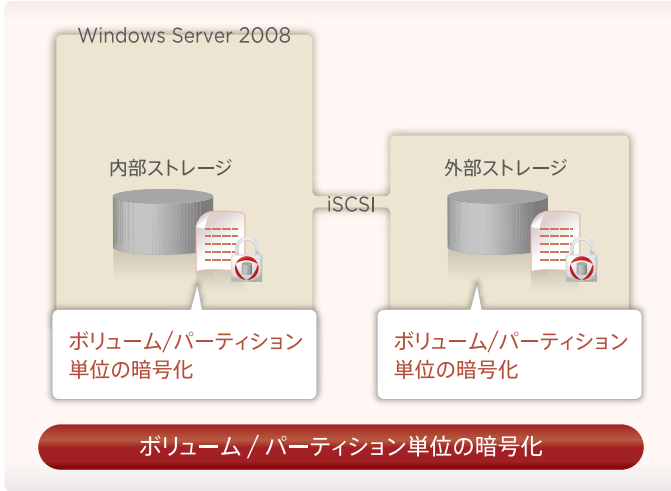 Windows Server 2008
内部ストレージ
外部ストレージ
iSCSI
ボリューム/パーティション
単位の暗号化
ボリューム/パーティション
単位の暗号化
ボリューム / パーティション単位の暗号化